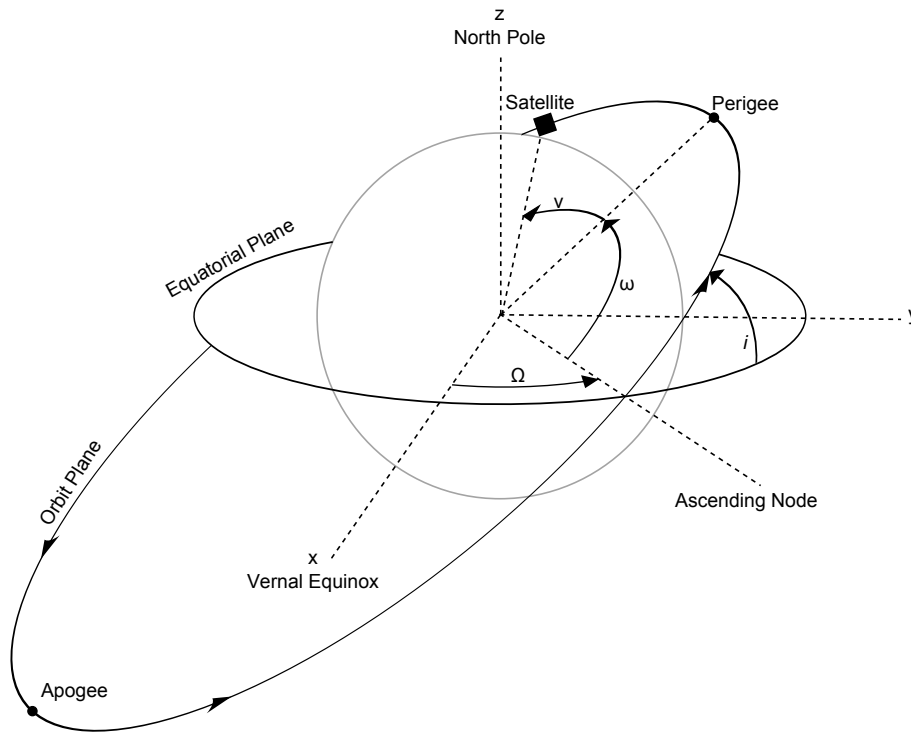 z
North Pole
Satellite
Perigee
v
Equatorial Plane
ω
y
i
Ω
Orbit Plane
Ascending Node
x
Vernal Equinox
Apogee